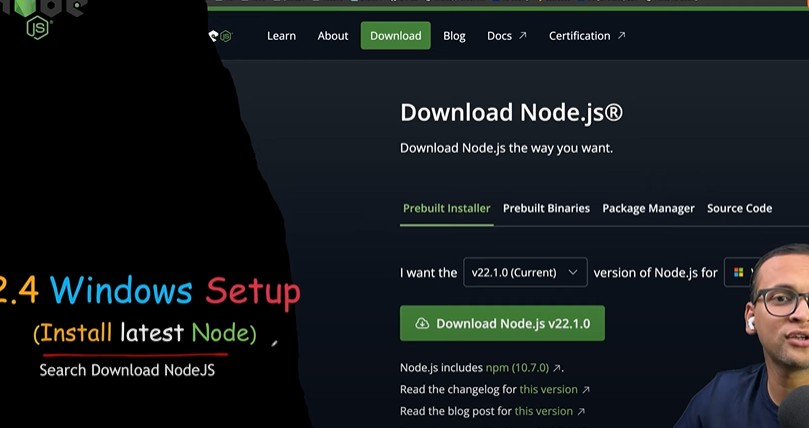 JS
Learn About Download Blog Docs Certification
Download Node.js®
Download Node.js the way you want.
Prebuilt Installer Prebuilt Binaries Package Manager Source Code
I want the v22.1.0 (Current) version of Node.js for
Download Node.js v22.1.0
Node.js includes npm (10.7.0).
Read the changelog for this version
Read the blog post for this version
2.4 Windows Setup
(Install latest Node)
Search Download NodeJS